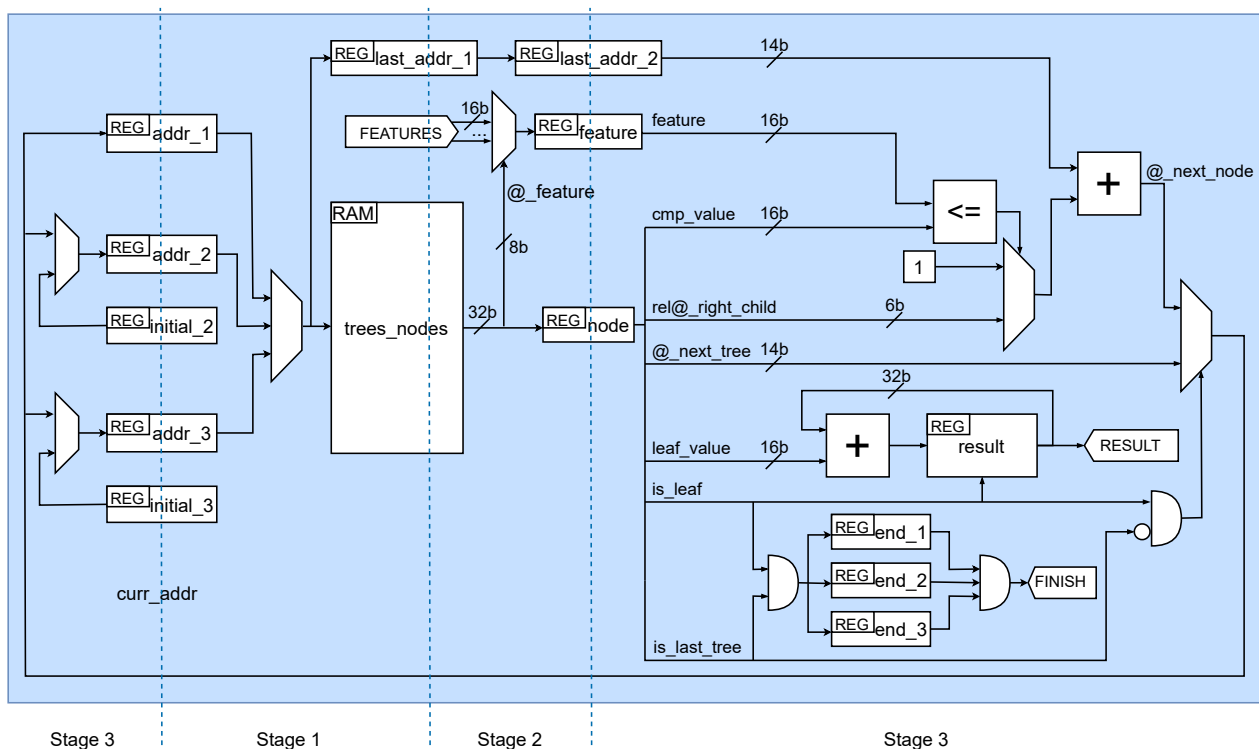 REG last_addr_1
REG last_addr_2
14b
REG addr_1
FEATURES
16b
...
REG feature
feature
16b
@_feature
8b
cmp_value
16b
<=
+
@_next_node
REG addr_2
REG initial_2
RAM
trees_nodes
32b
REG node
1
rel@_right_child
6b
@_next_tree
14b
REG addr_3
REG initial_3
32b
leaf_value
16b
+
REG
result
RESULT
is_leaf
REG end_1
REG end_2
REG end_3
FINISH
is_last_tree
curr_addr
Stage 3
Stage 1
Stage 2
Stage 3